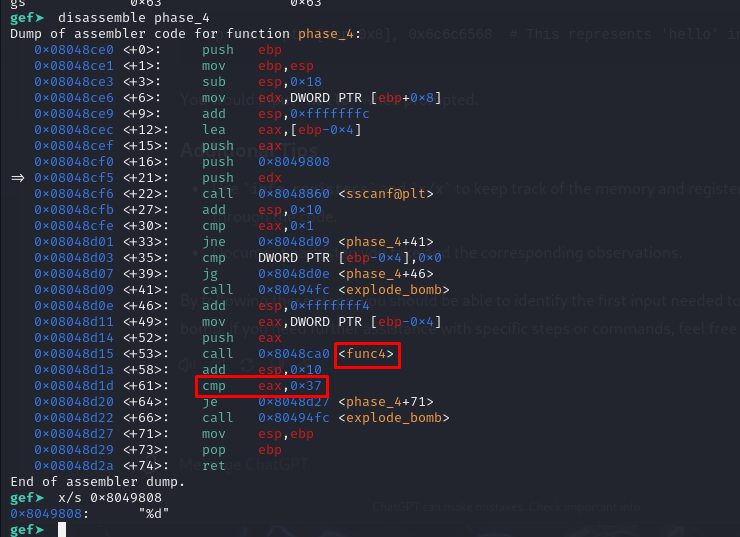 gs 0×63 0×63
gef➤ disassemble phase_4
Dump of assembler code for function phase_4:
0×08048ce0 <+0>: push ebp
0×08048ce1 <+1>: mov ebp,esp
0×08048ce3 <+3>: sub esp,0×18
0×08048ce6 <+6>: mov edx,DWORD PTR [ebp+0×8]
0×08048ce9 <+9>: add esp,0×fffffffc
0×08048cec <+12>: lea eax,[ebp-0×4]
0×08048cef <+15>: push eax
0×08048cf0 <+16>: push 0×8049808
⇒ 0×08048cf5 <+21>: push edx
0×08048cf6 <+22>: call 0×8048860 <sscanf@plt>
0×08048cfb <+27>: add esp,0×10
0×08048cfe <+30>: cmp eax,0×1
0×08048d01 <+33>: jne 0×8048d09 <phase_4+41>
0×08048d03 <+35>: cmp DWORD PTR [ebp-0×4],0×0
0×08048d07 <+39>: jg 0×8048d0e <phase_4+46>
0×08048d09 <+41>: call 0×80494fc <explode_bomb>
0×08048d0e <+46>: add esp,0×fffffff4
0×08048d11 <+49>: mov eax,DWORD PTR [ebp-0×4]
0×08048d14 <+52>: push eax
0×08048d15 <+53>: call 0×8048ca0 <func4>
0×08048d1a <+58>: add esp,0×10
0×08048d1d <+61>: cmp eax,0×37
0×08048d20 <+64>: je 0×8048d27 <phase_4+71>
0×08048d22 <+66>: call 0×80494fc <explode_bomb>
0×08048d27 <+71>: mov esp,ebp
0×08048d29 <+73>: pop ebp
0×08048d2a <+74>: ret
End of assembler dump.
gef➤ x/s 0×8049808
0×8049808: "%d"
gef➤